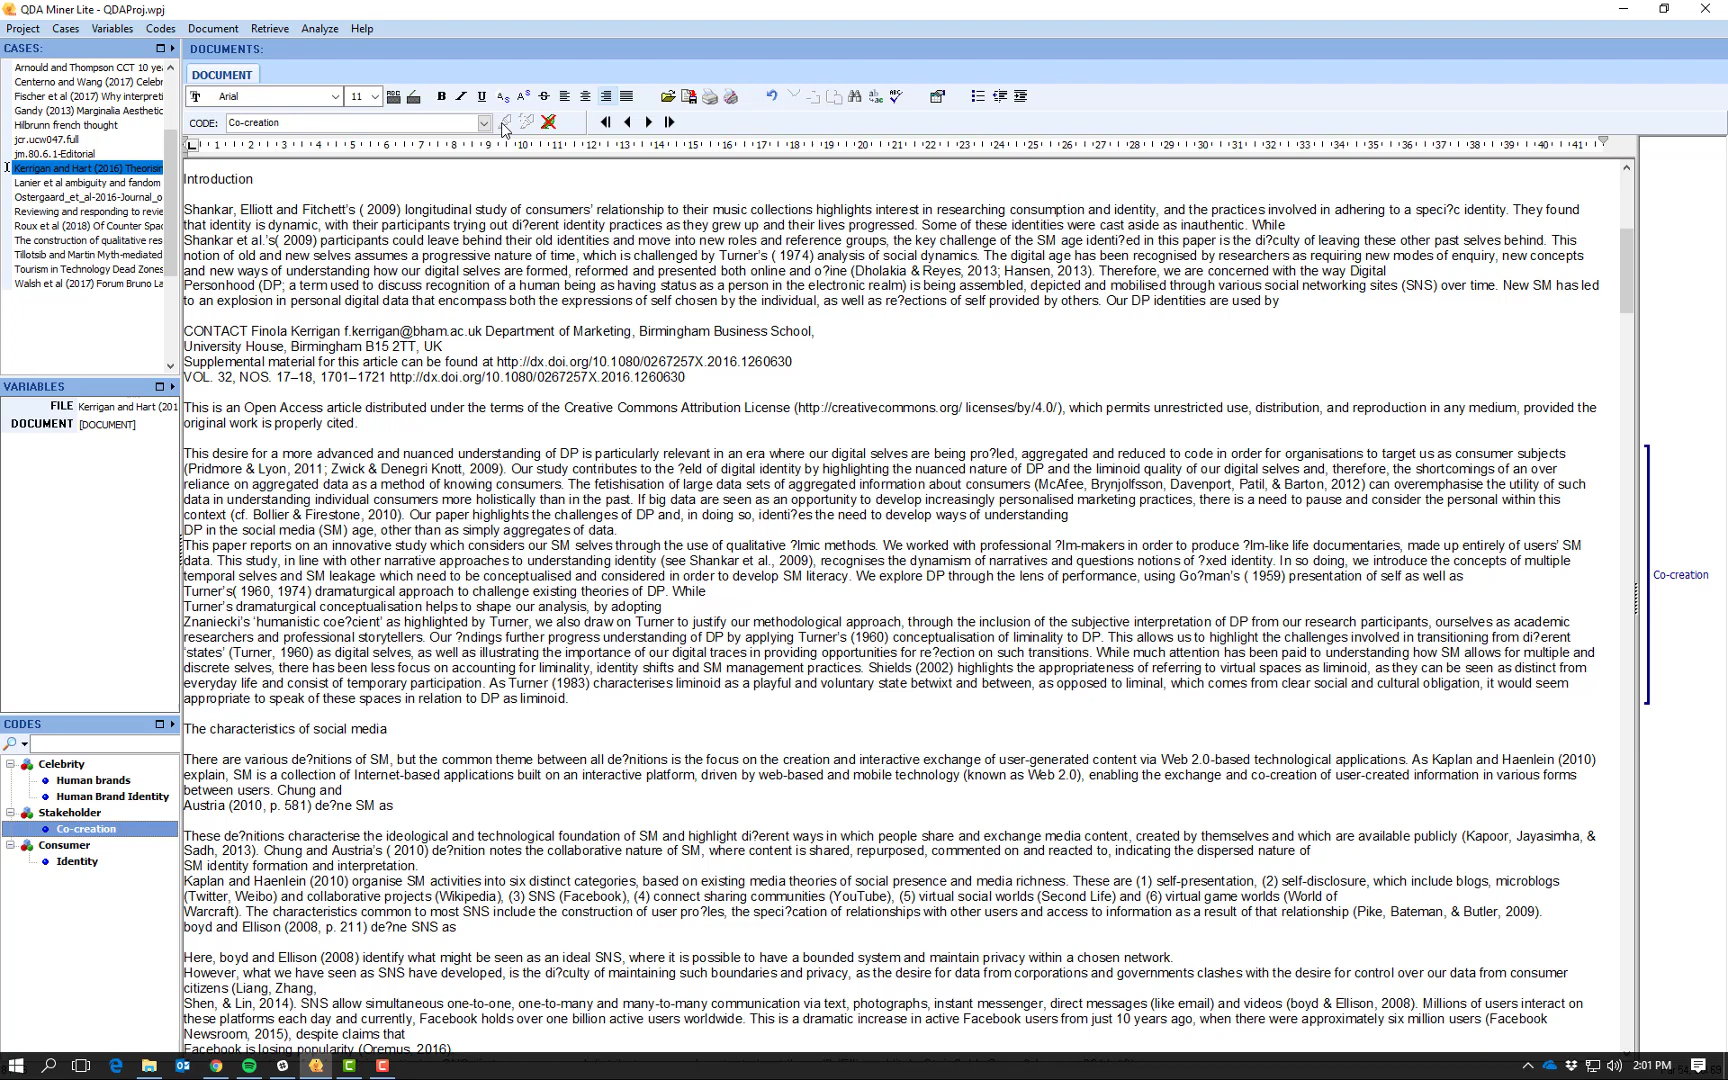 QDA Miner Lite - QDAProj.wpj
Project Cases Variables Codes Document Retrieve Analyze Help
CASES:
Arnould and Thompson CCT 10 ye
Centerno and Wang (2017) Celebr
Fischer et al (2017) Why interpreti
Gandy (2013) Marginalia Aesthetic
Hilbrunn french thought
jcr.ucw047.full
jm.80.6.1-Editorial
Kerrigan and Hart (2016) Theorisin
Lanier et al ambiguity and fandom
Ostergaard_et_al-2016-Journal_o
Reviewing and responding to revie
Roux et al (2018) Of Counter Spac
The construction of qualitative res
Tillotsib and Martin Myth-mediated
Tourism in Technology Dead Zones
Walsh et al (2017) Forum Bruno La
VARIABLES
FILE Kerrigan and Hart (201
DOCUMENT [DOCUMENT]
CODES
Celebrity
Human brands
Human Brand Identity
Stakeholder
Co-creation
Consumer
Identity
DOCUMENTS:
DOCUMENT
Arial 11
CODE: Co-creation
1 2 3 4 5 6 7 8 9 10 11 12 13 14 15 16 17 18 19 20 21 22 23 24 25 26 27 28 29 30 31 32 33 34 35 36 37 38 39 40 41
Introduction
Shankar, Elliott and Fitchett's ( 2009) longitudinal study of consumers' relationship to their music collections highlights interest in researching consumption and identity, and the practices involved in adhering to a speci?c identity. They found
that identity is dynamic, with their participants trying out di?erent identity practices as they grew up and their lives progressed. Some of these identities were cast aside as inauthentic. While
Shankar et al.'s( 2009) participants could leave behind their old identities and move into new roles and reference groups, the key challenge of the SM age identi?ed in this paper is the di?culty of leaving these other past selves behind. This
notion of old and new selves assumes a progressive nature of time, which is challenged by Turner's ( 1974) analysis of social dynamics. The digital age has been recognised by researchers as requiring new modes of enquiry, new concepts
and new ways of understanding how our digital selves are formed, reformed and presented both online and o?ine (Dholakia & Reyes, 2013; Hansen, 2013). Therefore, we are concerned with the way Digital
Personhood (DP; a term used to discuss recognition of a human being as having status as a person in the electronic realm) is being assembled, depicted and mobilised through various social networking sites (SNS) over time. New SM has led
to an explosion in personal digital data that encompass both the expressions of self chosen by the individual, as well as re?ections of self provided by others. Our DP identities are used by
CONTACT Finola Kerrigan f.kerrigan@bham.ac.uk Department of Marketing, Birmingham Business School,
University House, Birmingham B15 2TT, UK
Supplemental material for this article can be found at http://dx.doi.org/10.1080/0267257X.2016.1260630
VOL. 32, NOS. 17–18, 1701–1721 http://dx.doi.org/10.1080/0267257X.2016.1260630
This is an Open Access article distributed under the terms of the Creative Commons Attribution License (http://creativecommons.org/ licenses/by/4.0/), which permits unrestricted use, distribution, and reproduction in any medium, provided the
original work is properly cited.
This desire for a more advanced and nuanced understanding of DP is particularly relevant in an era where our digital selves are being pro?led, aggregated and reduced to code in order for organisations to target us as consumer subjects
(Pridmore & Lyon, 2011; Zwick & Denegri Knott, 2009). Our study contributes to the ?eld of digital identity by highlighting the nuanced nature of DP and the liminoid quality of our digital selves and, therefore, the shortcomings of an over
reliance on aggregated data as a method of knowing consumers. The fetishisation of large data sets of aggregated information about consumers (McAfee, Brynjolfsson, Davenport, Patil, & Barton, 2012) can overemphasise the utility of such
data in understanding individual consumers more holistically than in the past. If big data are seen as an opportunity to develop increasingly personalised marketing practices, there is a need to pause and consider the personal within this
context (cf. Bollier & Firestone, 2010). Our paper highlights the challenges of DP and, in doing so, identi?es the need to develop ways of understanding
DP in the social media (SM) age, other than as simply aggregates of data.
This paper reports on an innovative study which considers our SM selves through the use of qualitative ?lmic methods. We worked with professional ?lm-makers in order to produce ?lm-like life documentaries, made up entirely of users' SM
data. This study, in line with other narrative approaches to understanding identity (see Shankar et al., 2009), recognises the dynamism of narratives and questions notions of ?xed identity. In so doing, we introduce the concepts of multiple
temporal selves and SM leakage which need to be conceptualised and considered in order to develop SM literacy. We explore DP through the lens of performance, using Go?man's ( 1959) presentation of self as well as
Turner's( 1960, 1974) dramaturgical approach to challenge existing theories of DP. While
Turner's dramaturgical conceptualisation helps to shape our analysis, by adopting
Znaniecki's 'humanistic coe?cient' as highlighted by Turner, we also draw on Turner to justify our methodological approach, through the inclusion of the subjective interpretation of DP from our research participants, ourselves as academic
researchers and professional storytellers. Our ?ndings further progress understanding of DP by applying Turner's (1960) conceptualisation of liminality to DP. This allows us to highlight the challenges involved in transitioning from di?erent
'states' (Turner, 1960) as digital selves, as well as illustrating the importance of our digital traces in providing opportunities for re?ection on such transitions. While much attention has been paid to understanding how SM allows for multiple and
discrete selves, there has been less focus on accounting for liminality, identity shifts and SM management practices. Shields (2002) highlights the appropriateness of referring to virtual spaces as liminoid, as they can be seen as distinct from
everyday life and consist of temporary participation. As Turner (1983) characterises liminoid as a playful and voluntary state betwixt and between, as opposed to liminal, which comes from clear social and cultural obligation, it would seem
appropriate to speak of these spaces in relation to DP as liminoid.
The characteristics of social media
There are various de?nitions of SM, but the common theme between all de?nitions is the focus on the creation and interactive exchange of user-generated content via Web 2.0-based technological applications. As Kaplan and Haenlein (2010)
explain, SM is a collection of Internet-based applications built on an interactive platform, driven by web-based and mobile technology (known as Web 2.0), enabling the exchange and co-creation of user-created information in various forms
between users. Chung and
Austria (2010, p. 581) de?ne SM as
These de?nitions characterise the ideological and technological foundation of SM and highlight di?erent ways in which people share and exchange media content, created by themselves and which are available publicly (Kapoor, Jayasimha, &
Sadh, 2013). Chung and Austria's ( 2010) de?nition notes the collaborative nature of SM, where content is shared, repurposed, commented on and reacted to, indicating the dispersed nature of
SM identity formation and interpretation.
Kaplan and Haenlein (2010) organise SM activities into six distinct categories, based on existing media theories of social presence and media richness. These are (1) self-presentation, (2) self-disclosure, which include blogs, microblogs
(Twitter, Weibo) and collaborative projects (Wikipedia), (3) SNS (Facebook), (4) connect sharing communities (YouTube), (5) virtual social worlds (Second Life) and (6) virtual game worlds (World of
Warcraft). The characteristics common to most SNS include the construction of user pro?les, the speci?cation of relationships with other users and access to information as a result of that relationship (Pike, Bateman, & Butler, 2009).
boyd and Ellison (2008, p. 211) de?ne SNS as
Here, boyd and Ellison (2008) identify what might be seen as an ideal SNS, where it is possible to have a bounded system and maintain privacy within a chosen network.
However, what we have seen as SNS have developed, is the di?culty of maintaining such boundaries and privacy, as the desire for data from corporations and governments clashes with the desire for control over our data from consumer
citizens (Liang, Zhang,
Shen, & Lin, 2014). SNS allow simultaneous one-to-one, one-to-many and many-to-many communication via text, photographs, instant messenger, direct messages (like email) and videos (boyd & Ellison, 2008). Millions of users interact on
these platforms each day and currently, Facebook holds over one billion active users worldwide. This is a dramatic increase in active Facebook users from just 10 years ago, when there were approximately six million users (Facebook
Newsroom, 2015), despite claims that
Facebook is losing popularity (Oremus, 2016)
Co-creation
2:01 PM